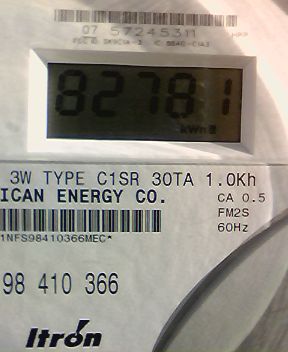 07 57245311
82781
kWh
3W TYPE C1SR 30TA 1.0Kh
ICAN ENERGY CO.
CA 0.5
FM2S
60Hz
1NFS98410366MEC*
98 410 366
Itrón